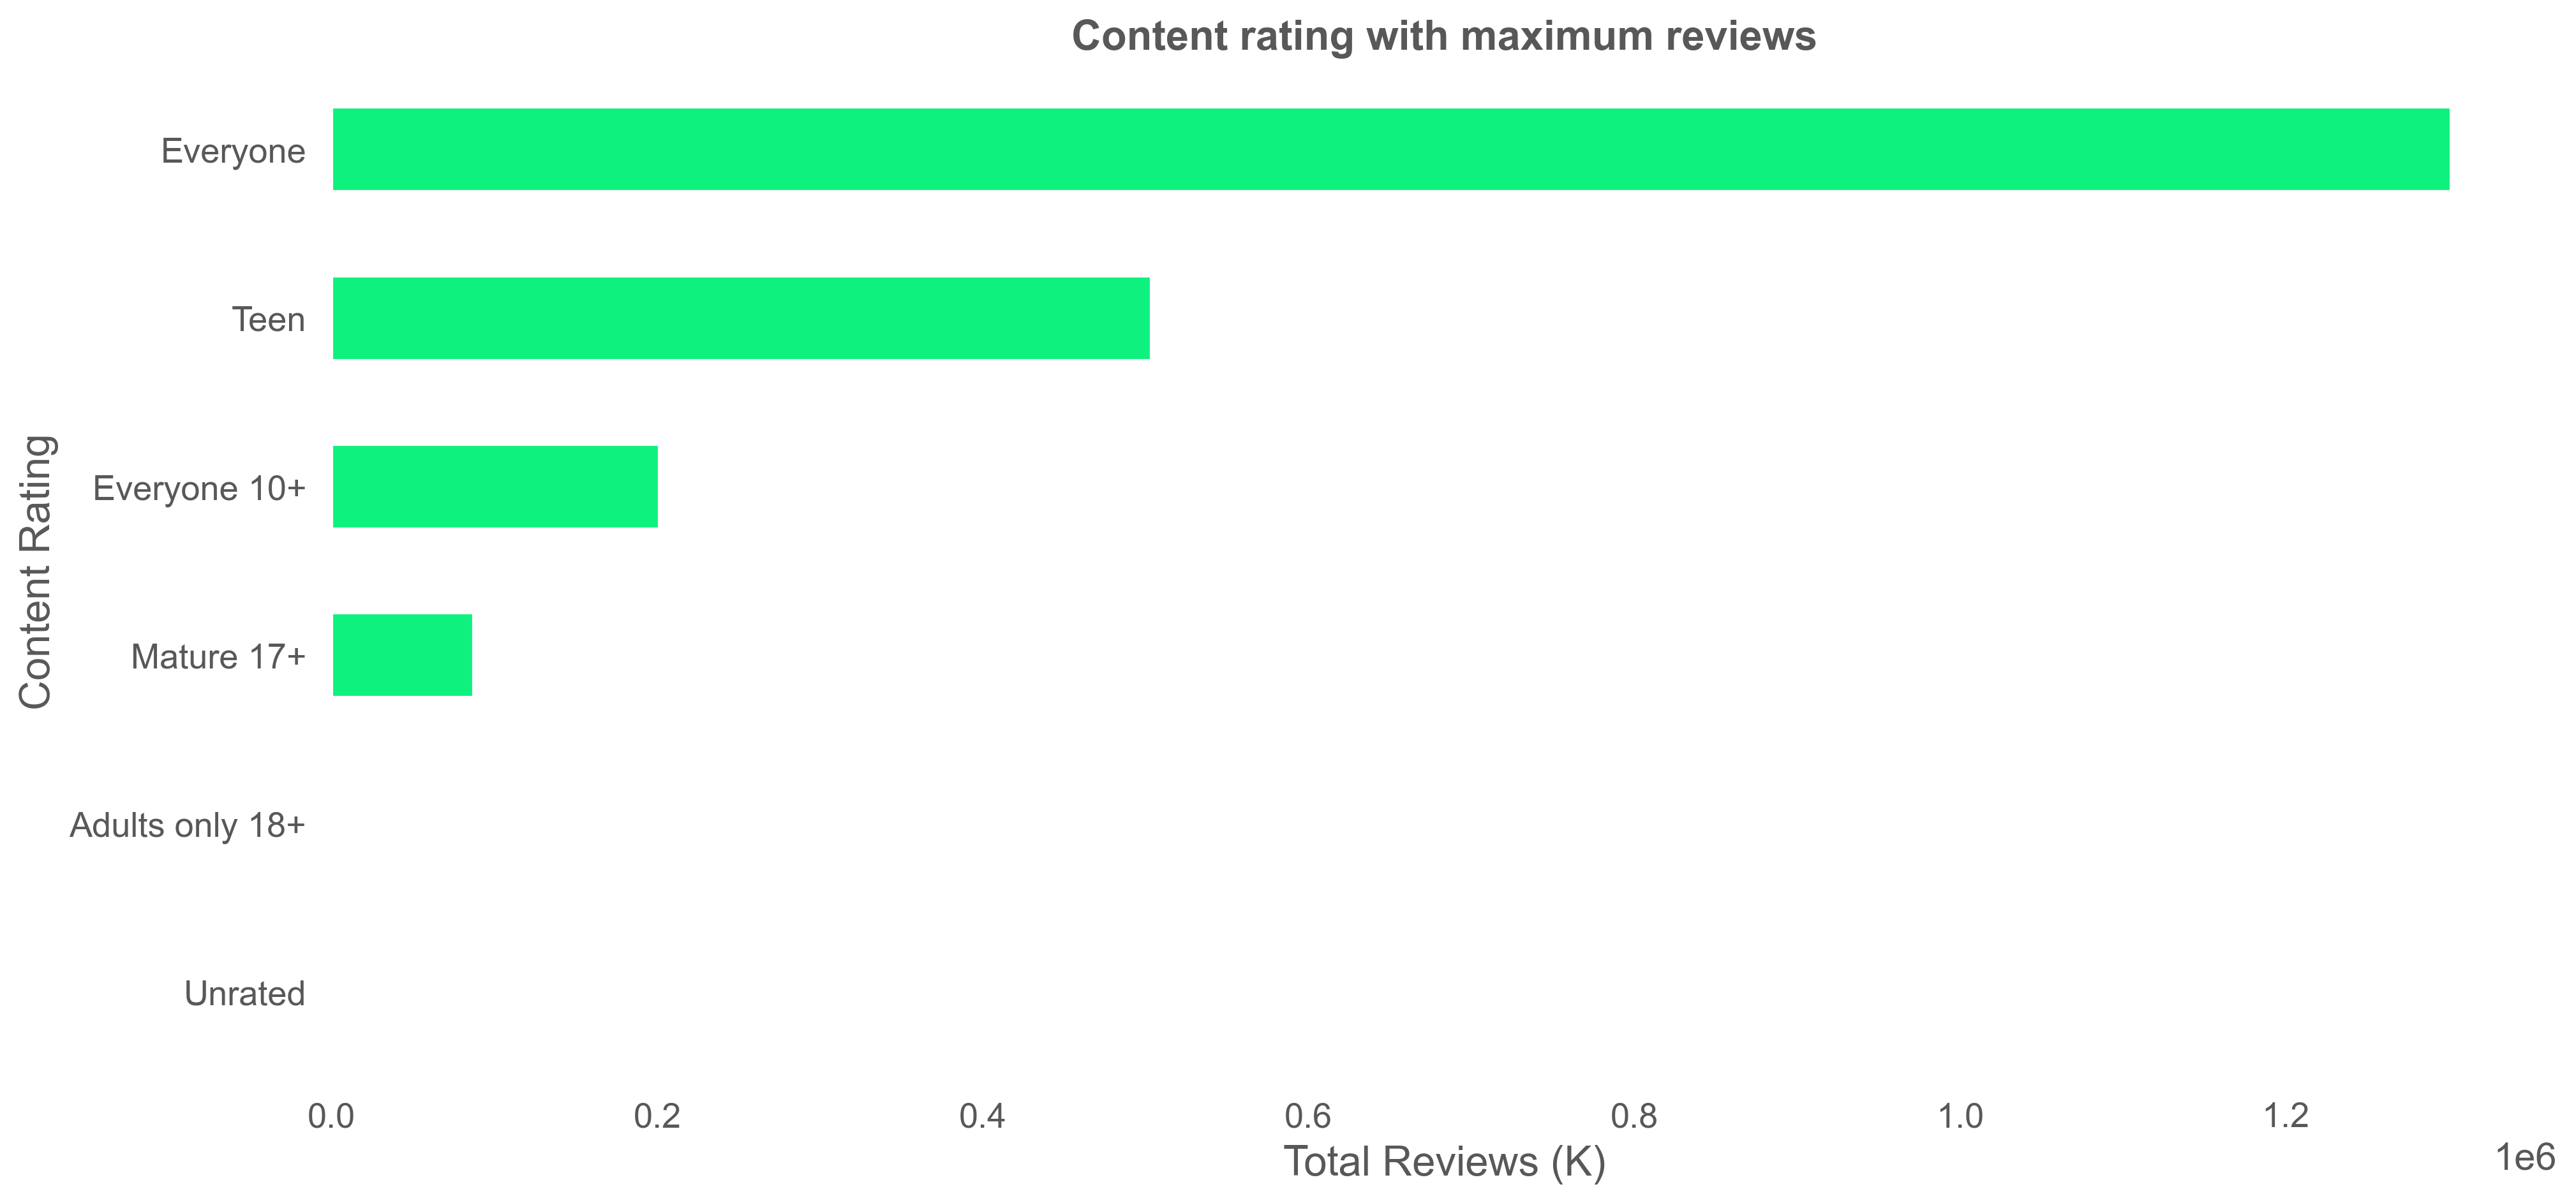 Content rating with maximum reviews
Everyone
Teen
Everyone 10+
Mature 17+
Adults only 18+
Unrated
Content Rating
0.0 0.2 0.4 0.6 0.8 1.0 1.2
1e6
Total Reviews (K)